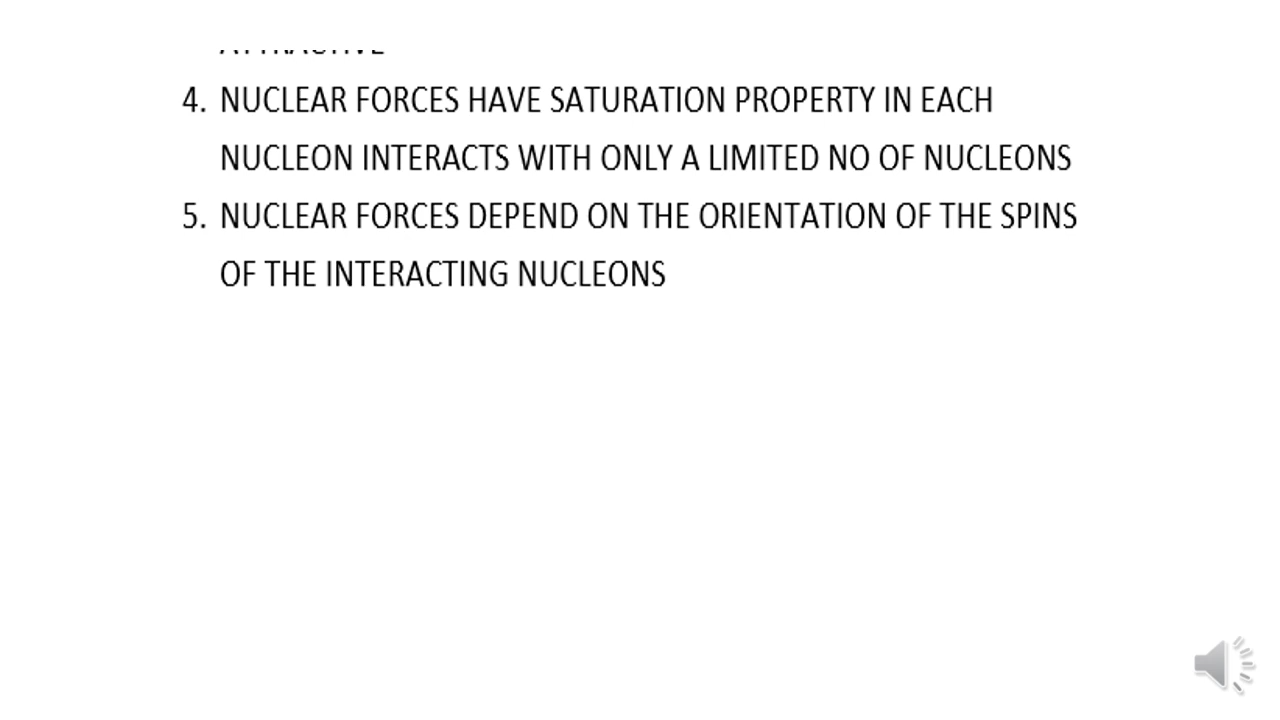 4. NUCLEAR FORCES HAVE SATURATION PROPERTY IN EACH
NUCLEON INTERACTS WITH ONLY A LIMITED NO OF NUCLEONS
5. NUCLEAR FORCES DEPEND ON THE ORIENTATION OF THE SPINS
OF THE INTERACTING NUCLEONS